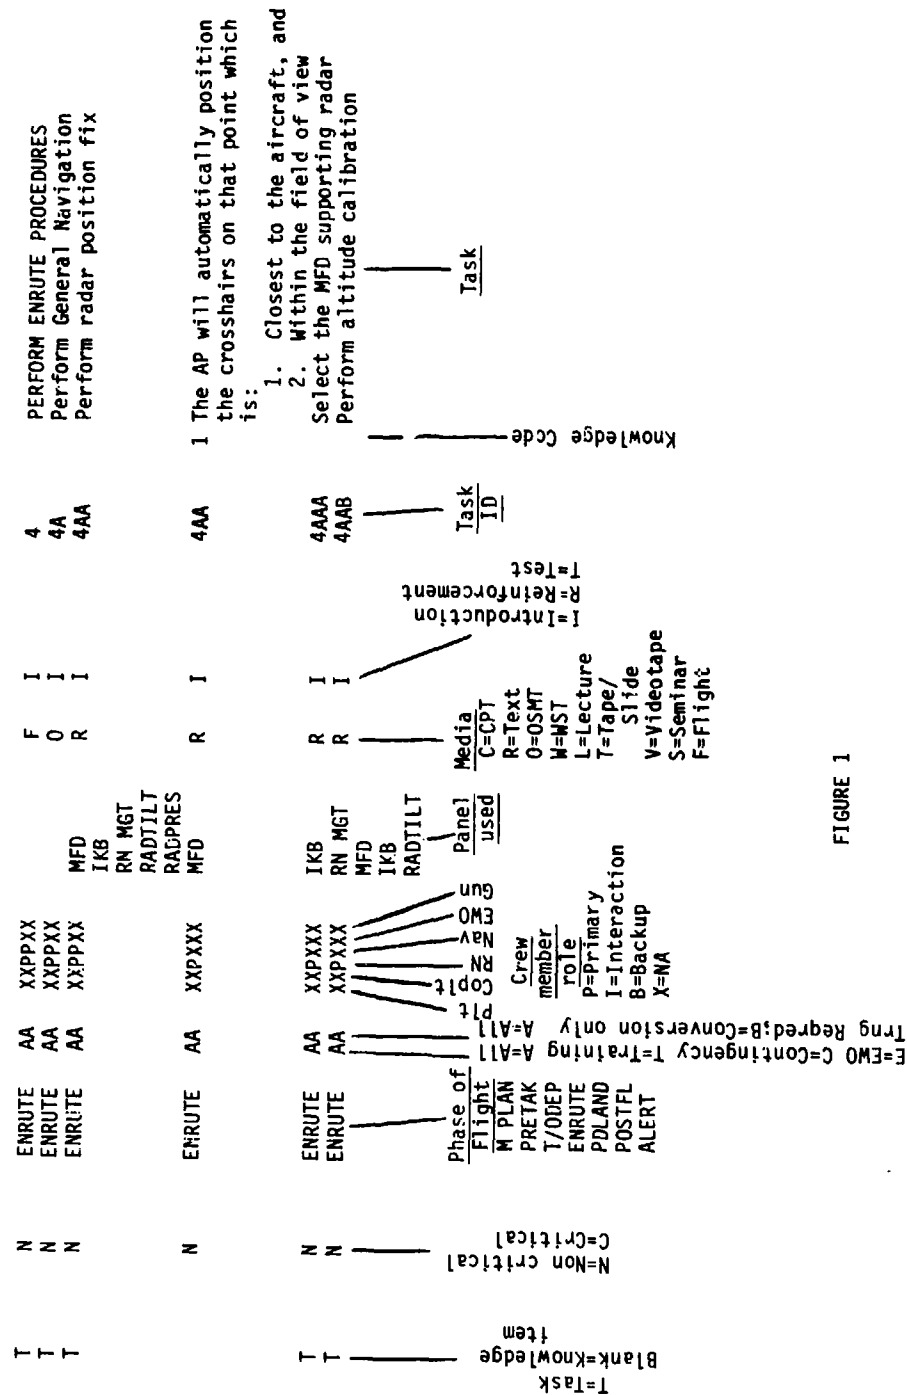 T N ENRUTE AA XXPPXX F I 4 PERFORM ENRUTE PROCEDURES
T N ENRUTE AA XXPPXX O I 4A Perform General Navigation
T N ENRUTE AA XXPPXX MFD R I 4AA Perform radar position fix
IKB
RN MGT
RADTILT
RADPRES
N ENRUTE AA XXPXXX MFD R I 4AA 1 The AP will automatically position
the crosshairs on that point which
is:
1. Closest to the aircraft, and
2. Within the field of view
T N ENRUTE AA XXPXXX IKB R I 4AAA Select the MFD supporting radar
T N ENRUTE AA XXPXXX RN MGT R I 4AAB Perform altitude calibration
MFD
IKB
RADTILT
T=Task
Blank=Knowledge
item
N=Non critical
C=Critical
Phase of
Flight
M PLAN
PRETAK
T/ODEP
ENRUTE
PDLAND
POSTFL
ALERT
E=EWO C=Contingency T=Training A=All
Trng Reqred;B=Conversion only A=All
Plt
Coplt
RN
Nav
EWO
Gun
Crew
member
role
P=Primary
I=Interaction
B=Backup
X=NA
Panel
used
Media
C=CPT
R=Text
O=OSMT
W=WST
L=Lecture
T=Tape/
Slide
V=Videotape
S=Seminar
F=Flight
I=Introduction
R=Reinforcement
T=Test
Task
ID
Knowledge Code
Task
FIGURE 1